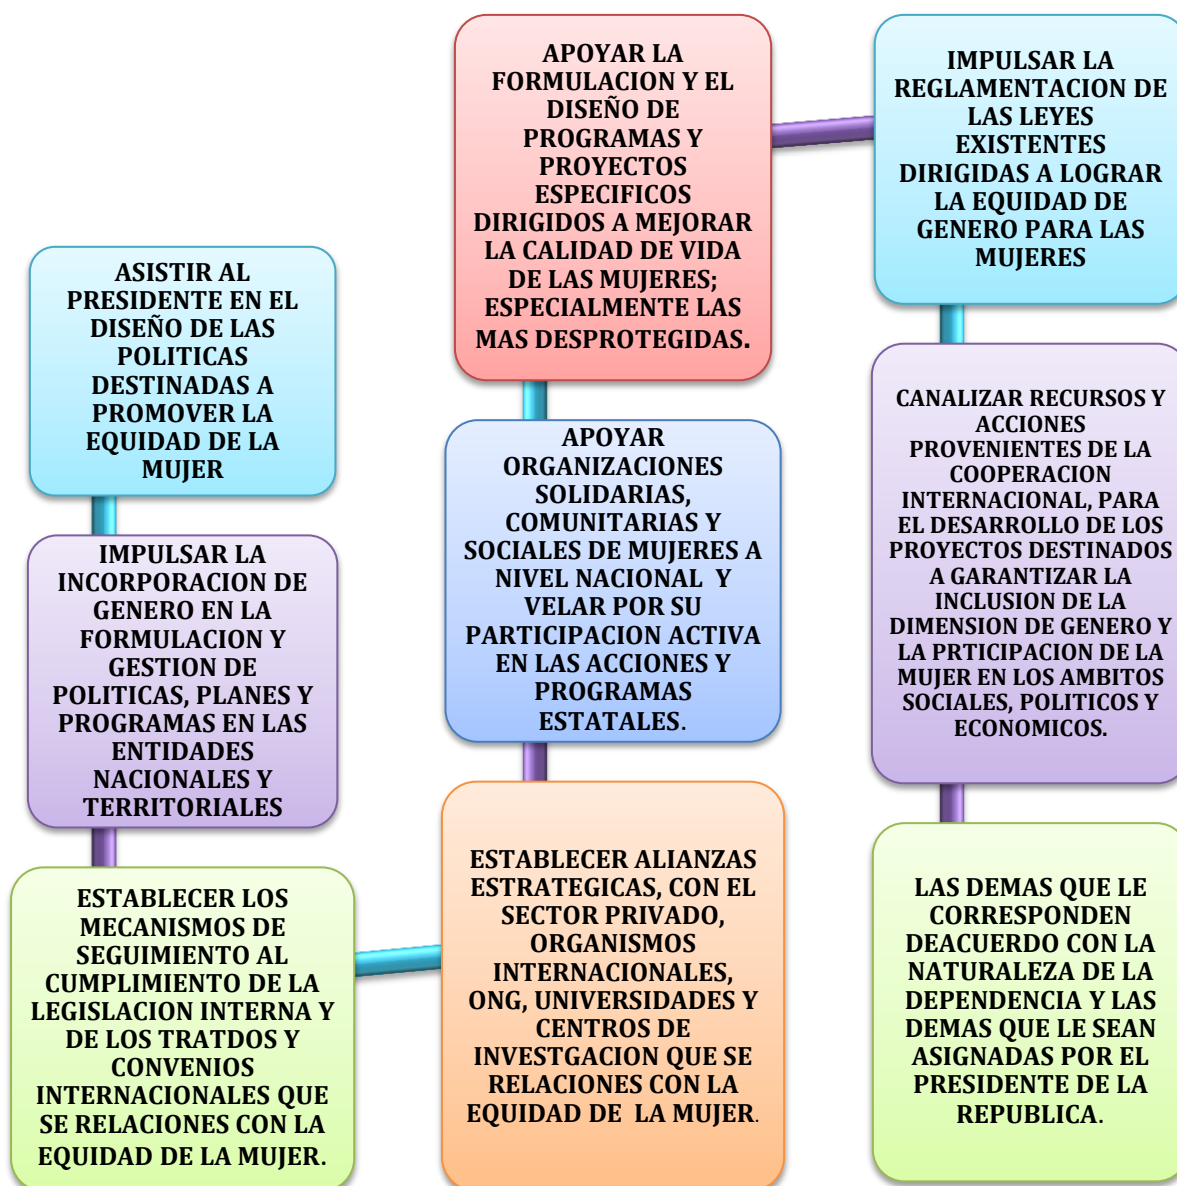 ASISTIR AL
PRESIDENTE EN EL
DISEÑO DE LAS
POLITICAS
DESTINADAS A
PROMOVER LA
EQUIDAD DE LA
MUJER
IMPULSAR LA
INCORPORACION DE
GENERO EN LA
FORMULACION Y
GESTION DE
POLITICAS, PLANES Y
PROGRAMAS EN LAS
ENTIDADES
NACIONALES Y
TERRITORIALES
ESTABLECER LOS
MECANISMOS DE
SEGUIMIENTO AL
CUMPLIMIENTO DE LA
LEGISLACION INTERNA Y
DE LOS TRATDOS Y
CONVENIOS
INTERNACIONALES QUE
SE RELACIONES CON LA
EQUIDAD DE LA MUJER.
ESTABLECER ALIANZAS
ESTRATEGICAS, CON EL
SECTOR PRIVADO,
ORGANISMOS
INTERNACIONALES,
ONG, UNIVERSIDADES Y
CENTROS DE
INVESTGACION QUE SE
RELACIONES CON LA
EQUIDAD DE LA MUJER.
APOYAR
ORGANIZACIONES
SOLIDARIAS,
COMUNITARIAS Y
SOCIALES DE MUJERES A
NIVEL NACIONAL Y
VELAR POR SU
PARTICIPACION ACTIVA
EN LAS ACCIONES Y
PROGRAMAS
ESTATALES.
APOYAR LA
FORMULACION Y EL
DISEÑO DE
PROGRAMAS Y
PROYECTOS
ESPECIFICOS
DIRIGIDOS A MEJORAR
LA CALIDAD DE VIDA
DE LAS MUJERES;
ESPECIALMENTE LAS
MAS DESPROTEGIDAS.
IMPULSAR LA
REGLAMENTACION DE
LAS LEYES
EXISTENTES
DIRIGIDAS A LOGRAR
LA EQUIDAD DE
GENERO PARA LAS
MUJERES
CANALIZAR RECURSOS Y
ACCIONES
PROVENIENTES DE LA
COOPERACION
INTERNACIONAL, PARA
EL DESARROLLO DE LOS
PROYECTOS DESTINADOS
A GARANTIZAR LA
INCLUSION DE LA
DIMENSION DE GENERO Y
LA PRTICIPACION DE LA
MUJER EN LOS AMBITOS
SOCIALES, POLITICOS Y
ECONOMICOS.
LAS DEMAS QUE LE
CORRESPONDEN
DEACUERDO CON LA
NATURALEZA DE LA
DEPENDENCIA Y LAS
DEMAS QUE LE SEAN
ASIGNADAS POR EL
PRESIDENTE DE LA
REPUBLICA.